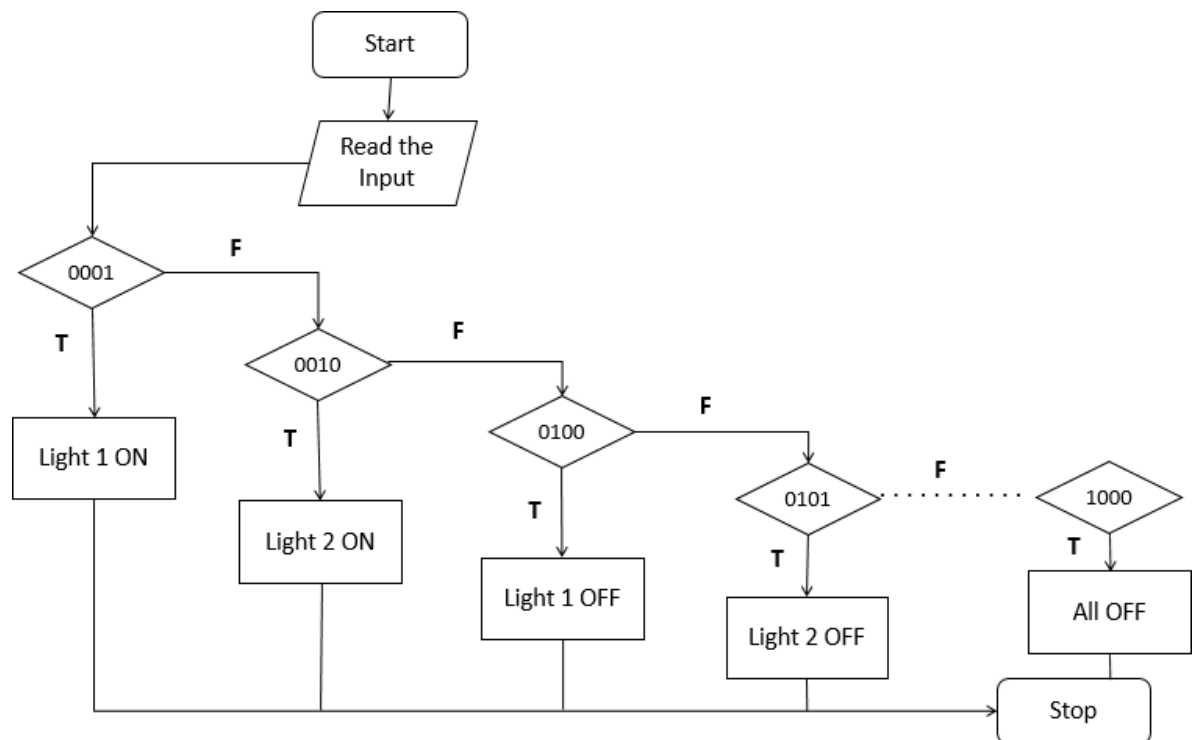 Start
Read the
Input
0001
F
T
0010
F
T
0100
F
T
0101
F
T
1000
T
Light 1 ON
Light 2 ON
Light 1 OFF
Light 2 OFF
All OFF
Stop